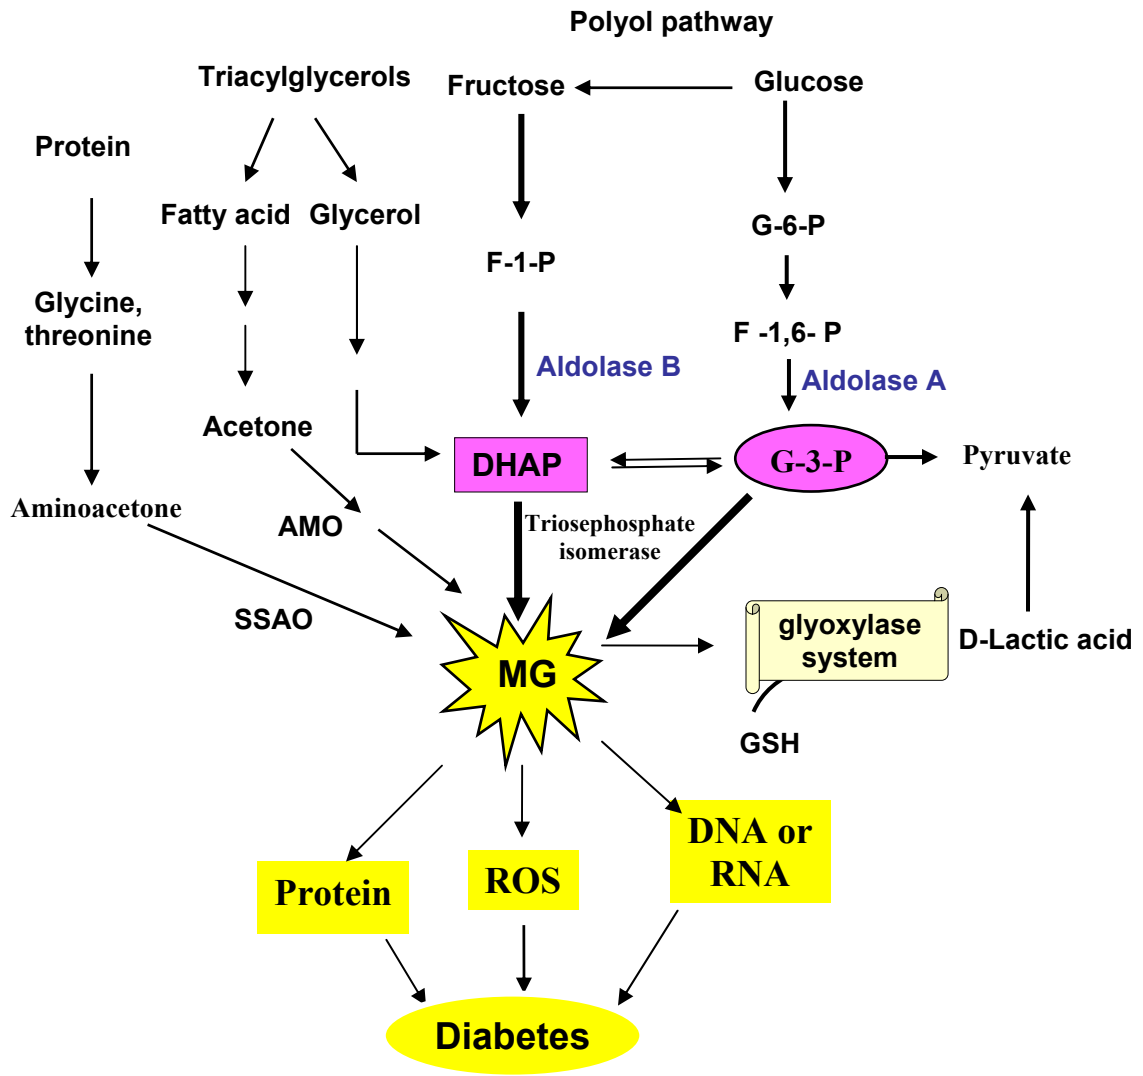 Polyol pathway
Triacylglycerols
Fructose
Glucose
Protein
Fatty acid
Glycerol
G-6-P
F-1-P
Glycine,
threonine
F -1,6- P
Aldolase B
Aldolase A
Acetone
DHAP
G-3-P
Pyruvate
Aminoacetone
AMO
Triosephosphate
isomerase
SSAO
glyoxylase
system
D-Lactic acid
MG
GSH
Protein
ROS
DNA or
RNA
Diabetes